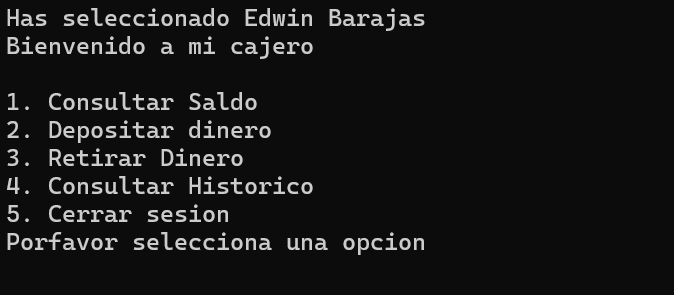 Has seleccionado Edwin Barajas
Bienvenido a mi cajero
1. Consultar Saldo
2. Depositar dinero
3. Retirar Dinero
4. Consultar Historico
5. Cerrar sesion
Porfavor selecciona una opcion